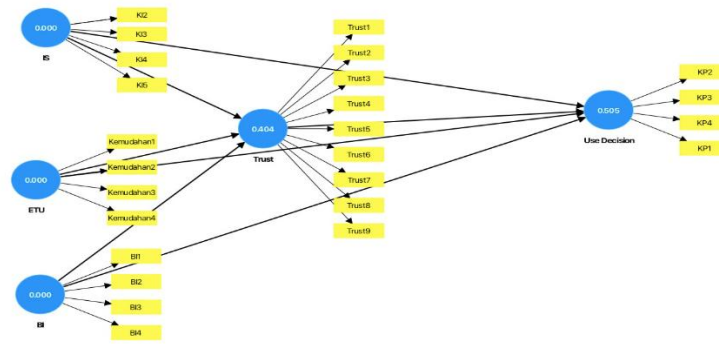 0.000
IS
KI2
KI3
KI4
KI5
0.000
ETU
Kemudahan1
Kemudahan2
Kemudahan3
Kemudahan4
0.000
BI
BI1
BI2
BI3
BI4
0.404
Trust
Trust1
Trust2
Trust3
Trust4
Trust5
Trust6
Trust7
Trust8
Trust9
0.505
Use Decision
KP2
KP3
KP4
KP1